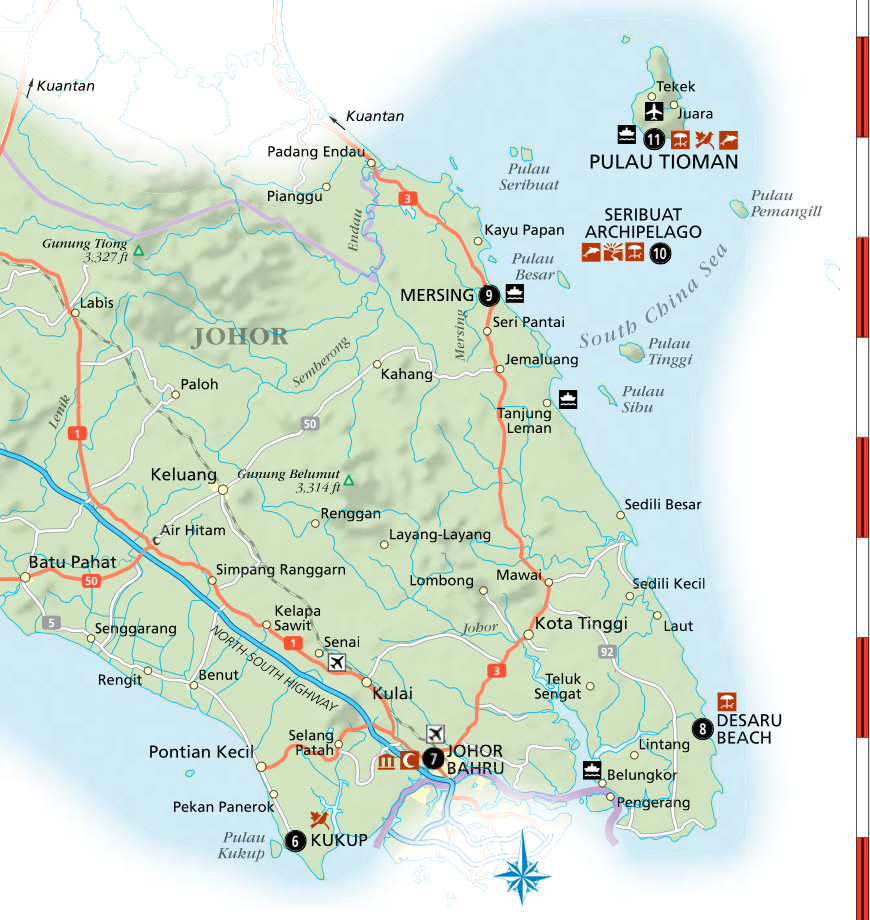 Kuantan
Kuantan
Tekek
Juara
11
PULAU TIOMAN
Padang Endau
Pianggu
3
Pulau
Seribuat
Pulau
Pemangill
SERIBUAT
ARCHIPELAGO
10
Endau
Kayu Papan
Gunung Tiong
3,327 ft
Pulau
Besar
South China Sea
MERSING
9
Labis
JOHOR
Mersing
Seri Pantai
Pulau
Tinggi
Semberong
Kahang
Jemaluang
Paloh
Pulau
Sibu
Lenik
Tanjung
Leman
50
1
Keluang
Gunung Belumut
3,314 ft
Renggan
Sedili Besar
Air Hitam
Layang-Layang
Batu Pahat
50
Simpang Ranggarn
Lombong
Mawai
Sedili Kecil
5
Senggarang
Kelapa
Sawit
1
Senai
Johor
Kota Tinggi
Laut
NORTH-SOUTH HIGHWAY
92
Rengit
Benut
Kulai
3
Teluk
Sengat
DESARU
BEACH
8
Selang
Patah
Pontian Kecil
JOHOR
BAHRU
7
Lintang
Belungkor
Pekan Panerok
Pengerang
Pulau
Kukup
6
KUKUP